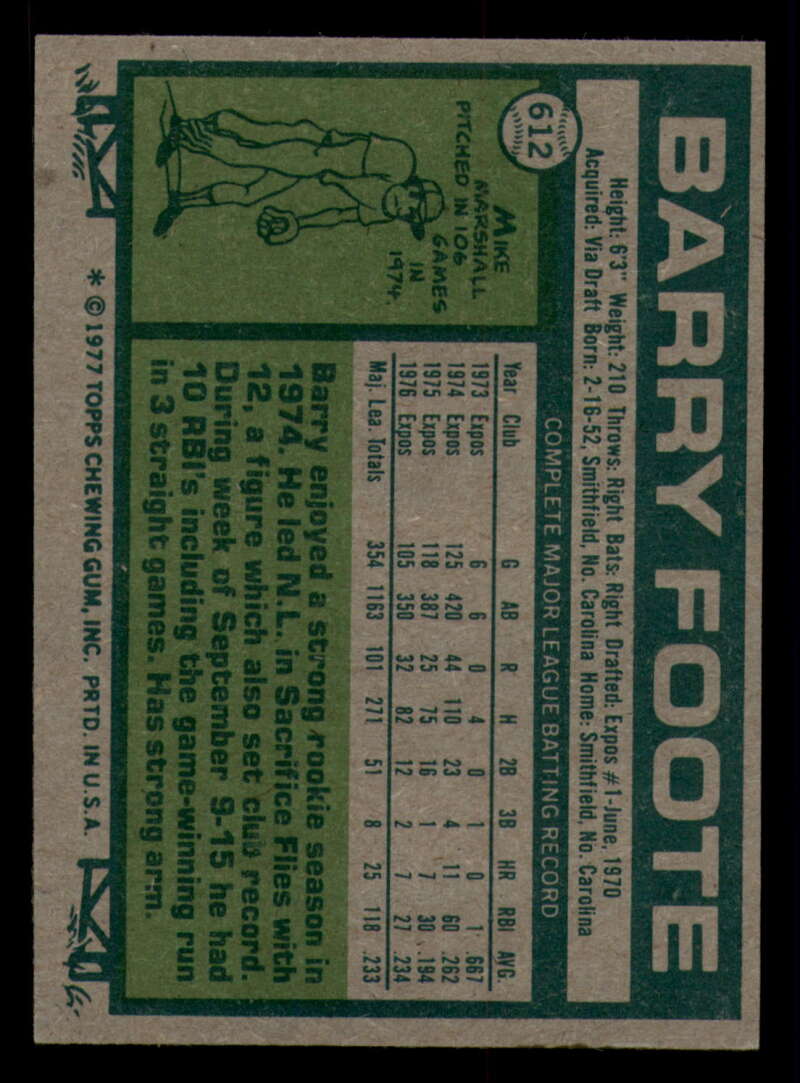 BARRY FOOTE
Height: 6'3" Weight: 210 Throws: Right Bats: Right Drafted: Expos #1-June, 1970
Acquired: Via Draft Born: 2-16-52, Smithfield, No. Carolina Home: Smithfield, No. Carolina
612
COMPLETE MAJOR LEAGUE BATTING RECORD
MIKE
MARSHALL
PITCHED IN 106
GAMES
IN
1974.
Year Club G AB R H 2B 3B HR RBI AVG.
1973 Expos 6 6 0 4 0 1 0 1 .667
1974 Expos 125 420 44 110 23 4 11 60 .262
1975 Expos 118 387 25 75 16 1 7 30 .194
1976 Expos 105 350 32 82 12 2 7 27 .234
Maj. Lea. Totals 354 1163 101 271 51 8 25 118 .233
Barry enjoyed a strong rookie season in
1974. He led N.L. in Sacrifice Flies with
12, a figure which also set club record.
During week of September 9-15 he had
10 RBI's including the game-winning run
in 3 straight games. Has strong arm.
* © 1977 TOPPS CHEWING GUM, INC. PRTD. IN U.S.A.